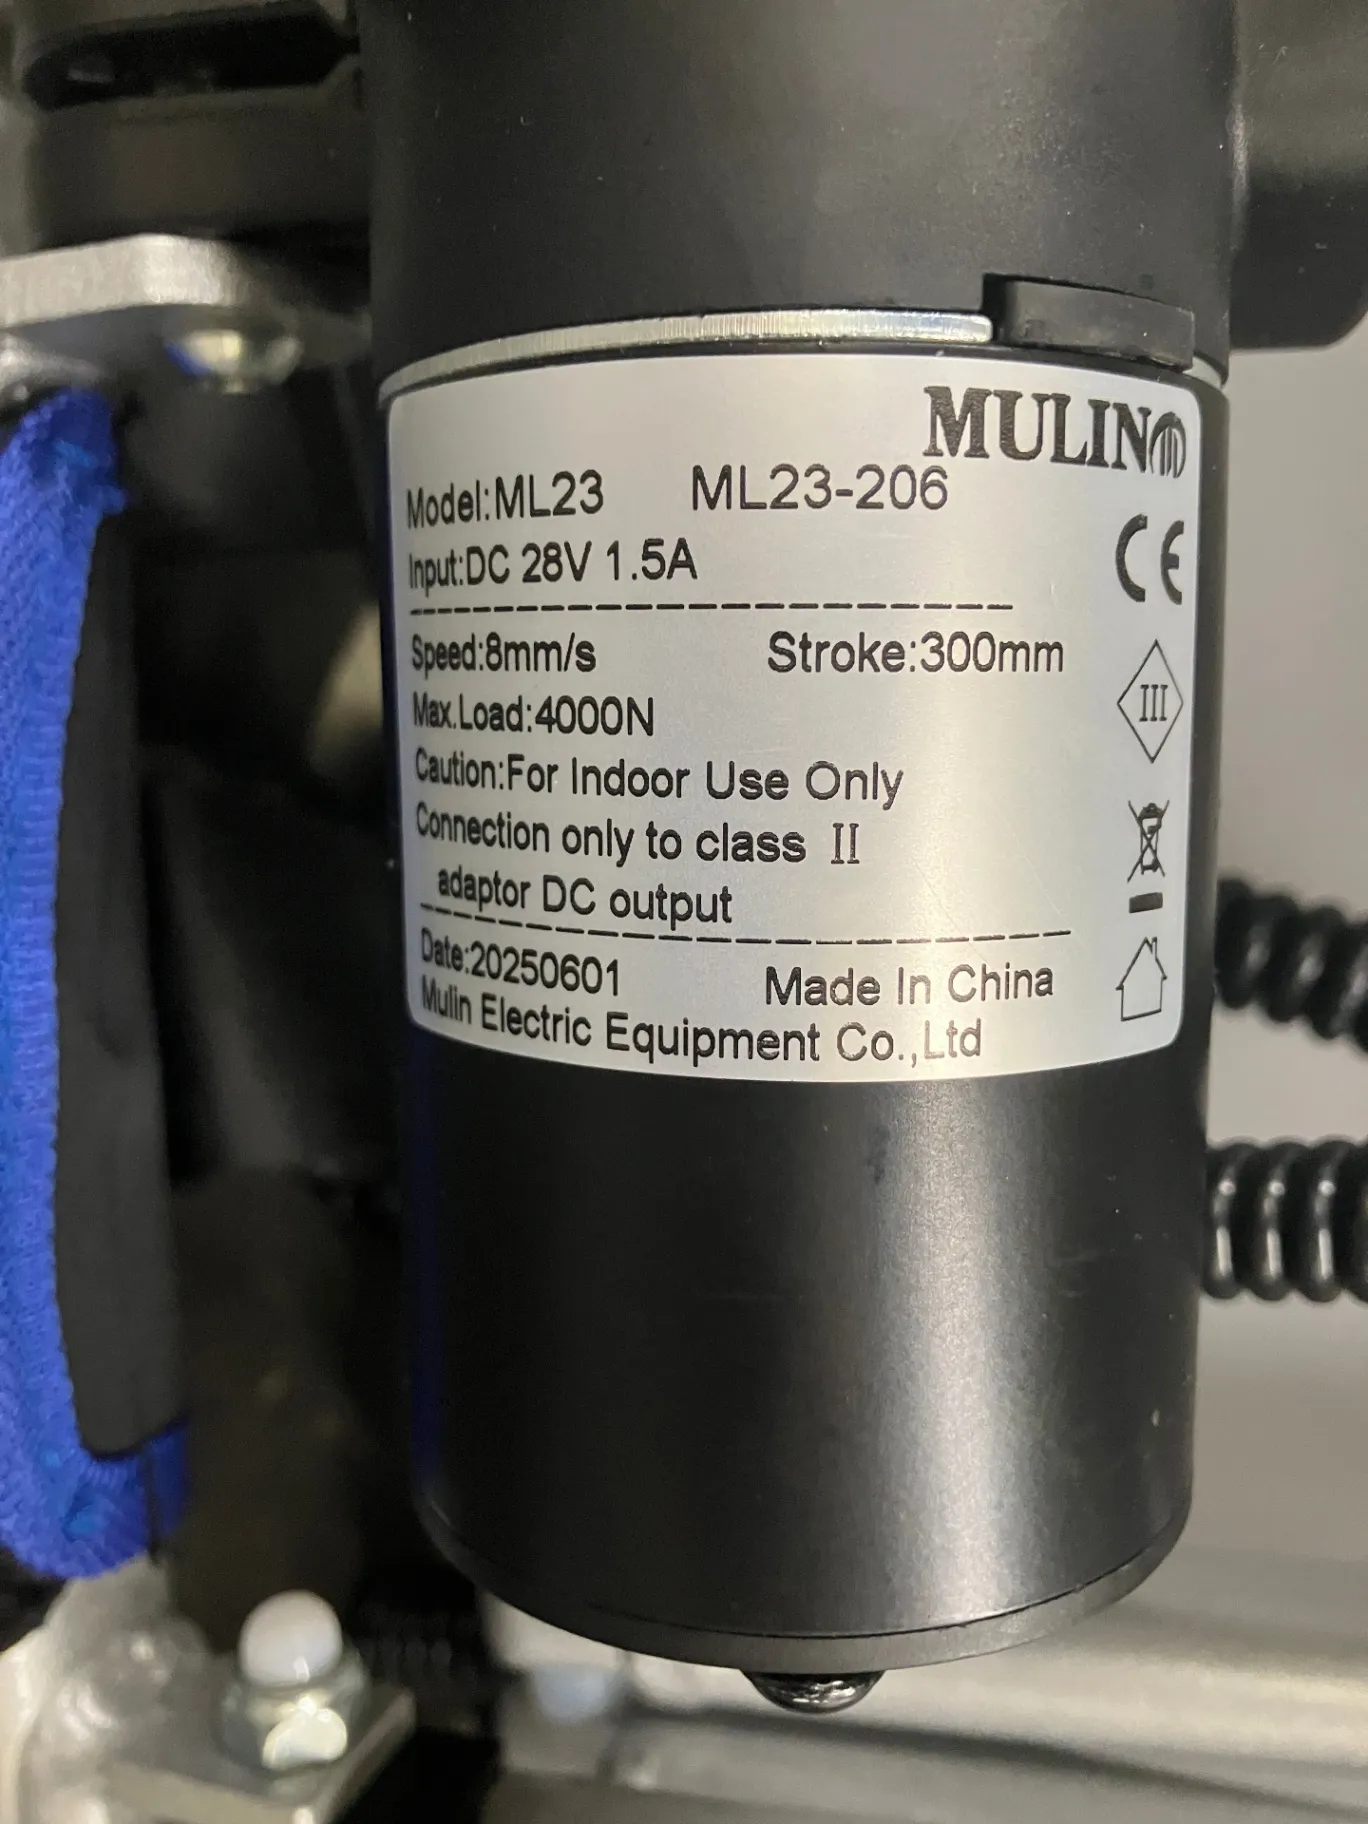 MULIN
Model:ML23 ML23-206
Input:DC 28V 1.5A
CE
Speed:8mm/s Stroke:300mm
Max.Load:4000N
III
Caution:For Indoor Use Only
Connection only to class II
adaptor DC output
Date:20250601 Made In China
Mulin Electric Equipment Co.,Ltd